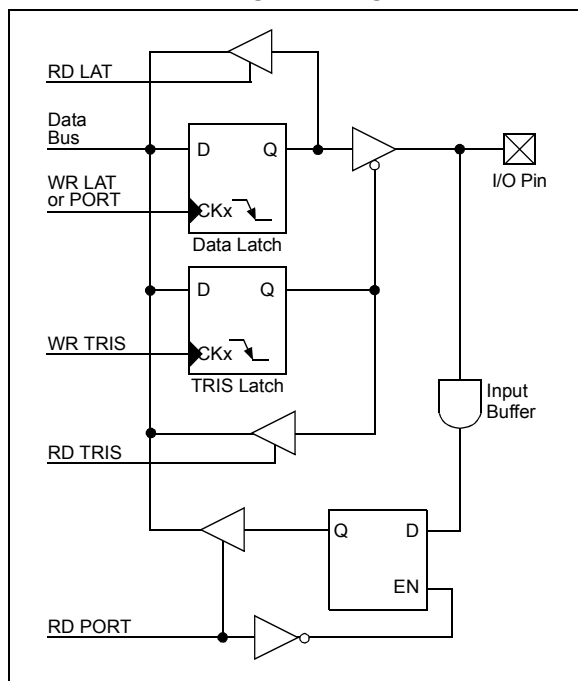 RD LAT
Data
Bus
D Q
WR LAT
or PORT
CKx
Data Latch
I/O Pin
D Q
WR TRIS
CKx
TRIS Latch
Input
Buffer
RD TRIS
Q D
EN
RD PORT